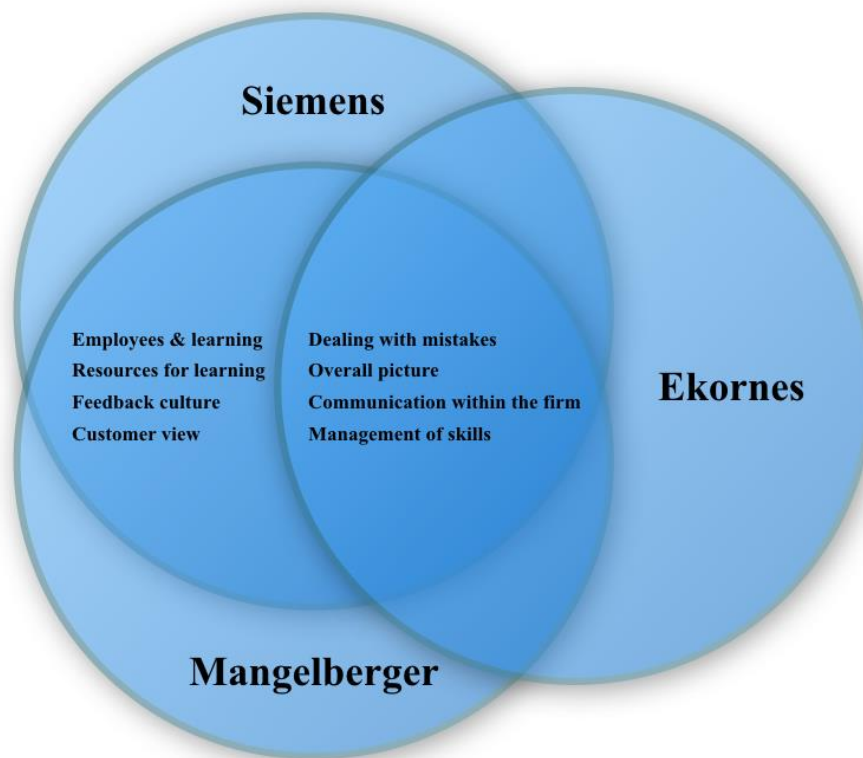 Siemens
Employees & learning
Resources for learning
Feedback culture
Customer view
Dealing with mistakes
Overall picture
Communication within the firm
Management of skills
Ekornes
Mangelberger